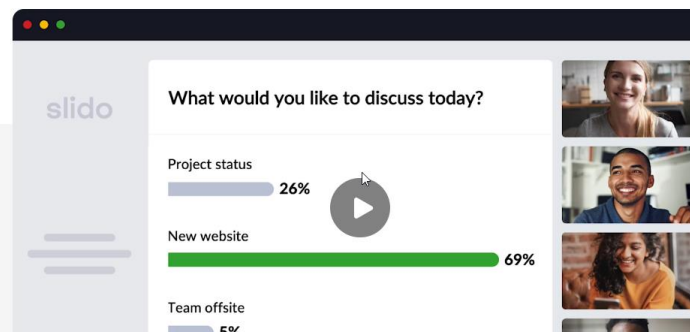 slido
What would you like to discuss today?
Project status
26%
New website
69%
Team offsite
5%